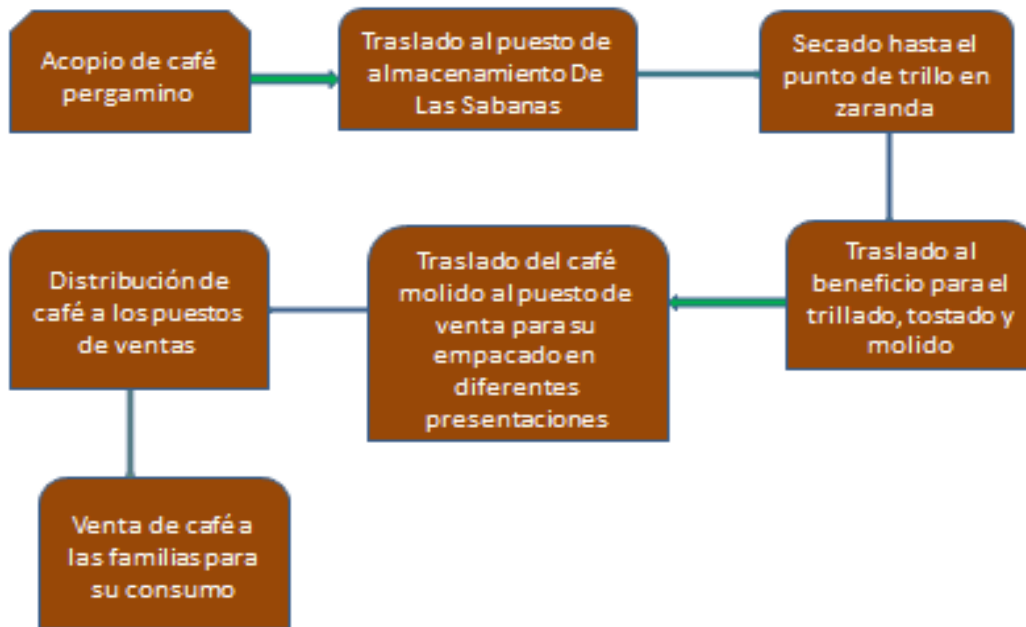 Acopio de café
pergamino
Traslado al puesto de
almacenamiento De
Las Sabanas
Secado hasta el
punto de trillo en
zaranda
Traslado al
beneficio para el
trillado, tostado y
molido
Traslado del café
molido al puesto de
venta para su
empacado en
diferentes
presentaciones
Distribución de
café a los puestos
de ventas
Venta de café a
las familias para
su consumo